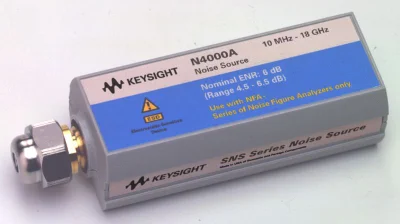 KEYSIGHT
N4000A
10 MHz - 18 GHz
Noise Source
Nominal ENR: 6 dB
(Range 4.5 - 6.5 dB)
ESD
Use with NFA-
Series of Noise Figure Analyzers only
KEYSIGHT
SNS Series Noise Source